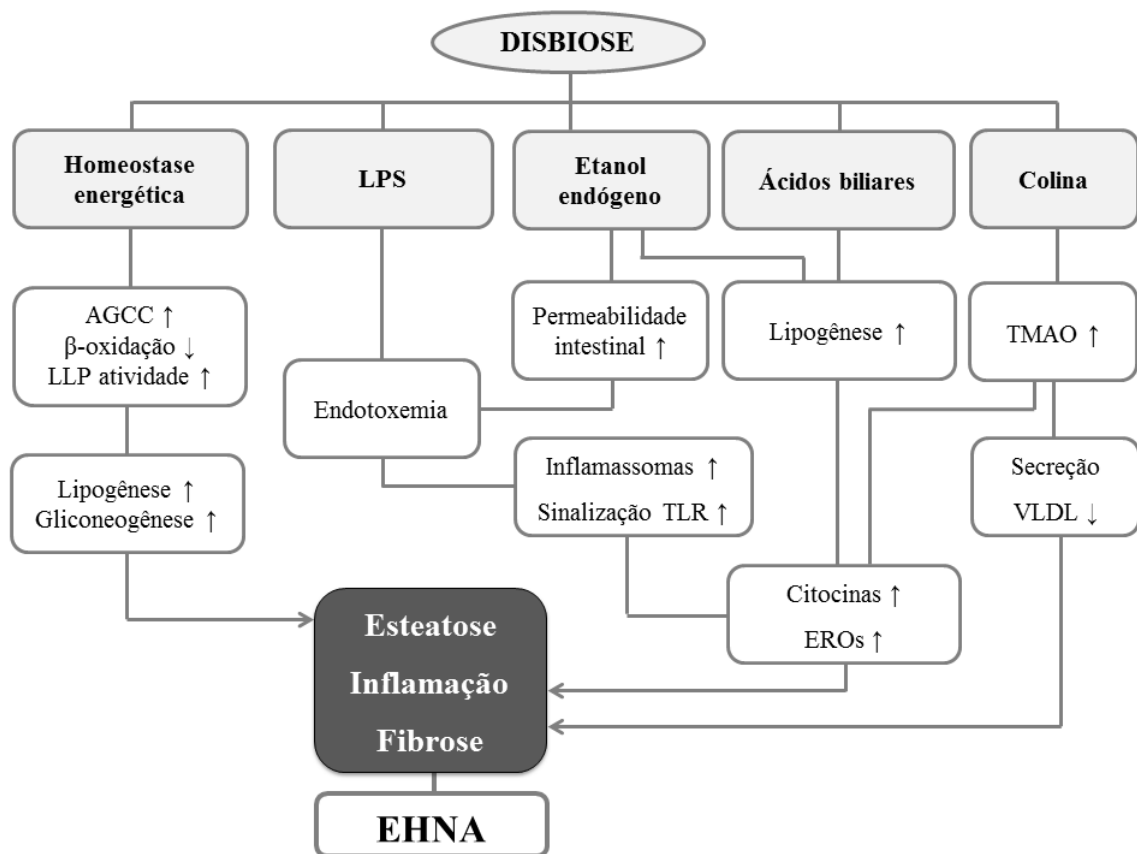 DISBIOSE
Homeostase
energética
LPS
Etanol
endógeno
Ácidos biliares
Colina
AGCC ↑
β-oxidação ↓
LLP atividade ↑
Permeabilidade
intestinal ↑
Lipogênese ↑
TMAO ↑
Endotoxemia
Lipogênese ↑
Gliconeogênese ↑
Inflamassomas ↑
Sinalização TLR ↑
Secreção
VLDL ↓
Citocinas ↑
EROs ↑
Esteatose
Inflamação
Fibrose
EHNA